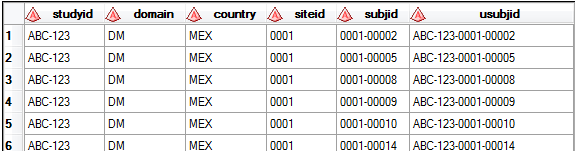 studyid domain country siteid subjid usubjid
1 ABC-123 DM MEX 0001 0001-00002 ABC-123-0001-00002
2 ABC-123 DM MEX 0001 0001-00005 ABC-123-0001-00005
3 ABC-123 DM MEX 0001 0001-00008 ABC-123-0001-00008
4 ABC-123 DM MEX 0001 0001-00009 ABC-123-0001-00009
5 ABC-123 DM MEX 0001 0001-00010 ABC-123-0001-00010
6 ABC-123 DM MEX 0001 0001-00014 ABC-123-0001-00014